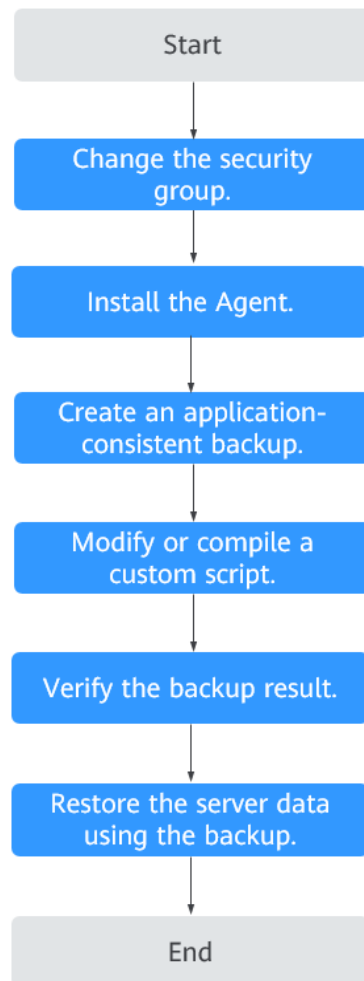 Start
Change the security
group.
Install the Agent.
Create an application-
consistent backup.
Modify or compile a
custom script.
Verify the backup result.
Restore the server data
using the backup.
End